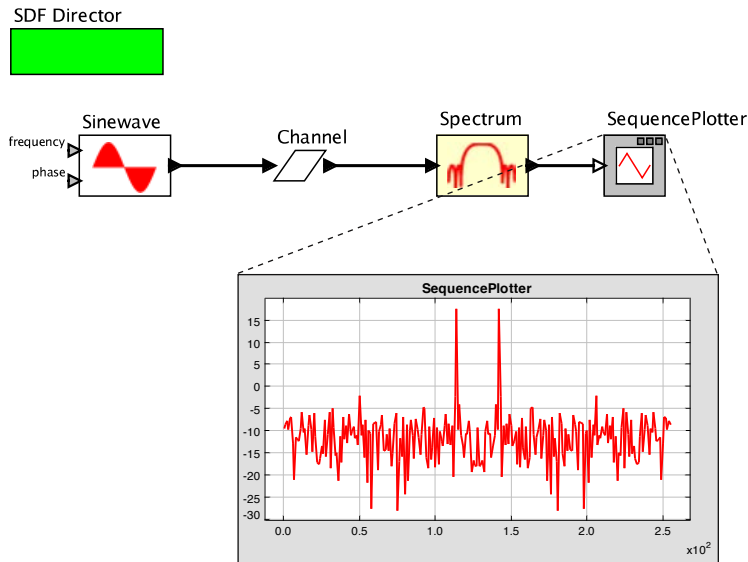 SDF Director
Sinewave
Channel
Spectrum
SequencePlotter
frequency
phase
SequencePlotter
15
10
5
0
-5
-10
-15
-20
-25
-30
0.0 0.5 1.0 1.5 2.0 2.5
x10²